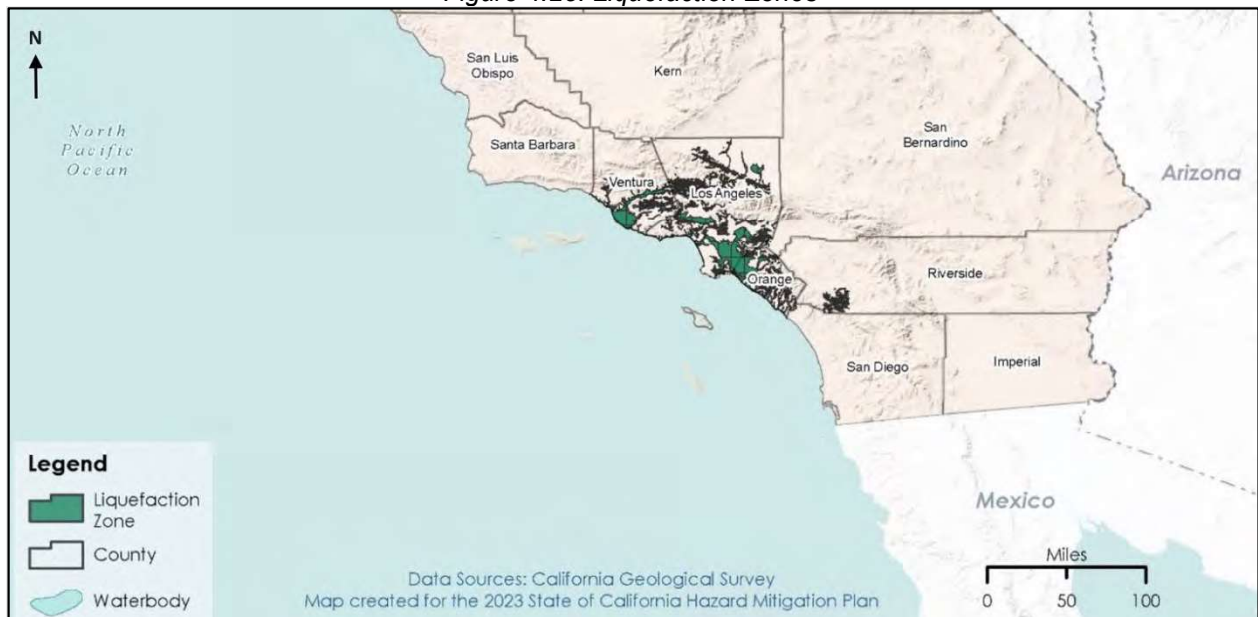 Figure 4.20: Liquefaction Zones
N
North
Pacific
Ocean
San Luis
Obispo
Kern
San
Bernardino
Santa Barbara
Ventura
Los Angeles
Arizona
Orange
Riverside
San Diego
Imperial
Mexico
Legend
Liquefaction
Zone
County
Waterbody
Data Sources: California Geological Survey
Map created for the 2023 State of California Hazard Mitigation Plan
Miles
0 50 100